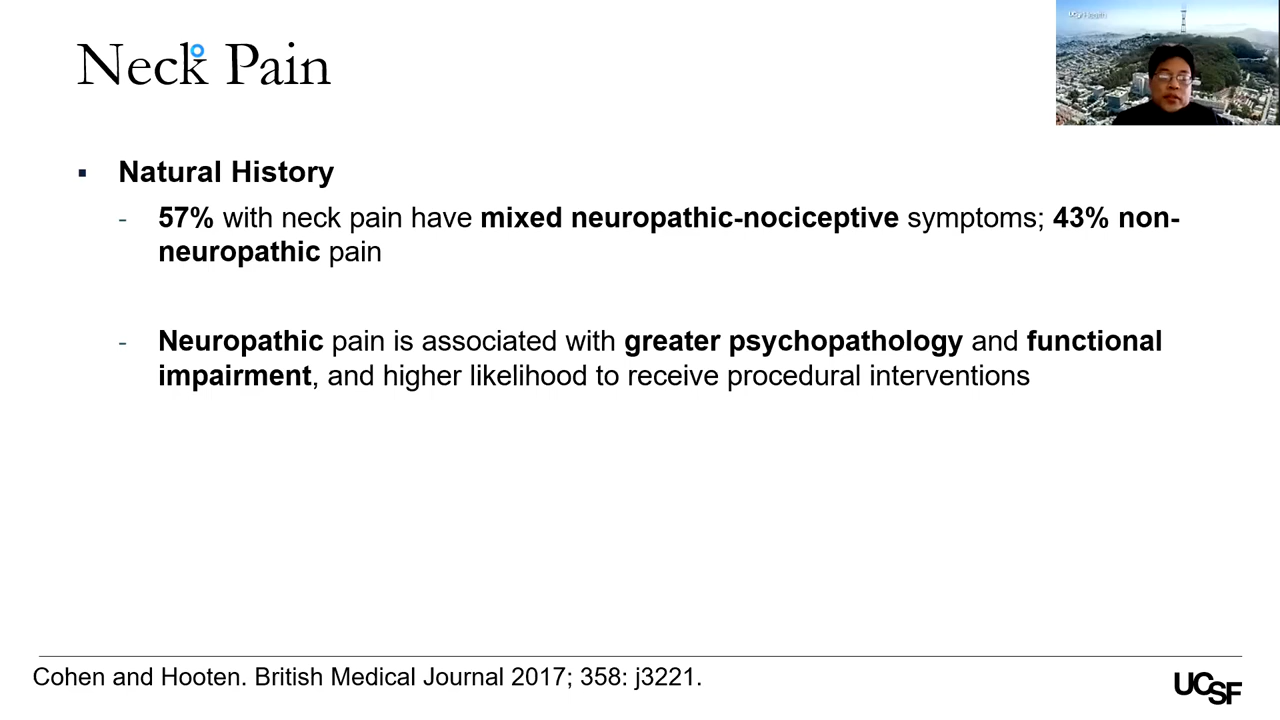 Neck Pain
UCSF Health
▪ Natural History
- 57% with neck pain have mixed neuropathic-nociceptive symptoms; 43% non-
neuropathic pain
- Neuropathic pain is associated with greater psychopathology and functional
impairment, and higher likelihood to receive procedural interventions
Cohen and Hooten. British Medical Journal 2017; 358: j3221.
UCSF